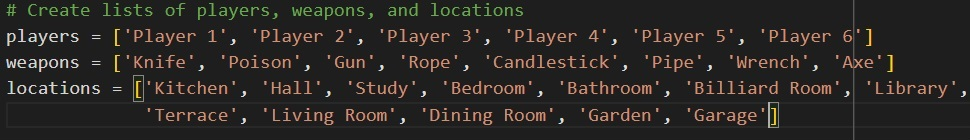 # Create lists of players, weapons, and locations
players = ['Player 1', 'Player 2', 'Player 3', 'Player 4', 'Player 5', 'Player 6']
weapons = ['Knife', 'Poison', 'Gun', 'Rope', 'Candlestick', 'Pipe', 'Wrench', 'Axe']
locations = ['Kitchen', 'Hall', 'Study', 'Bedroom', 'Bathroom', 'Billiard Room', 'Library',
'Terrace', 'Living Room', 'Dining Room', 'Garden', 'Garage']